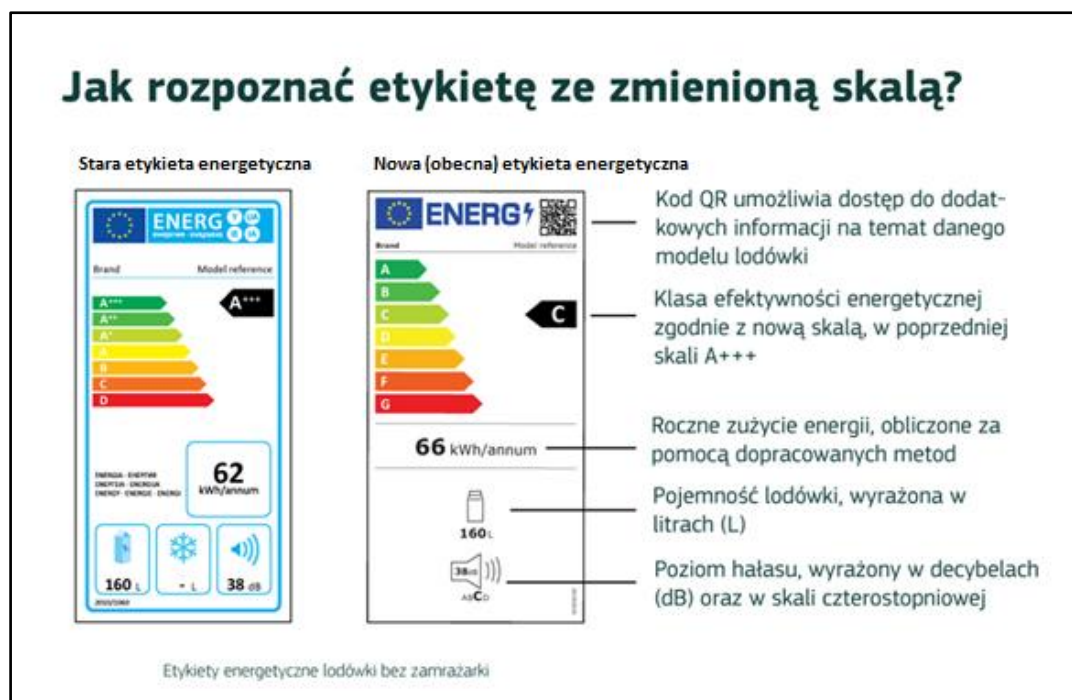 Jak rozpoznać etykietę ze zmienioną skalą?
Stara etykieta energetyczna
Nowa (obecna) etykieta energetyczna
ENERG
Brand Model reference
A+++
A++
A+
A
B
C
D
A+++
62
kWh/annum
160 L
- L
38 dB
ENERG
Brand Model reference
A
B
C
D
E
F
G
C
66 kWh/annum
160 L
38dB
ABCD
Kod QR umożliwia dostęp do dodat-
kowych informacji na temat danego
modelu lodówki
Klasa efektywności energetycznej
zgodnie z nową skalą, w poprzedniej
skali A+++
Roczne zużycie energii, obliczone za
pomocą dopracowanych metod
Pojemność lodówki, wyrażona w
litrach (L)
Poziom hałasu, wyrażony w decybelach
(dB) oraz w skali czterostopniowej
Etykiety energetyczne lodówki bez zamrażarki